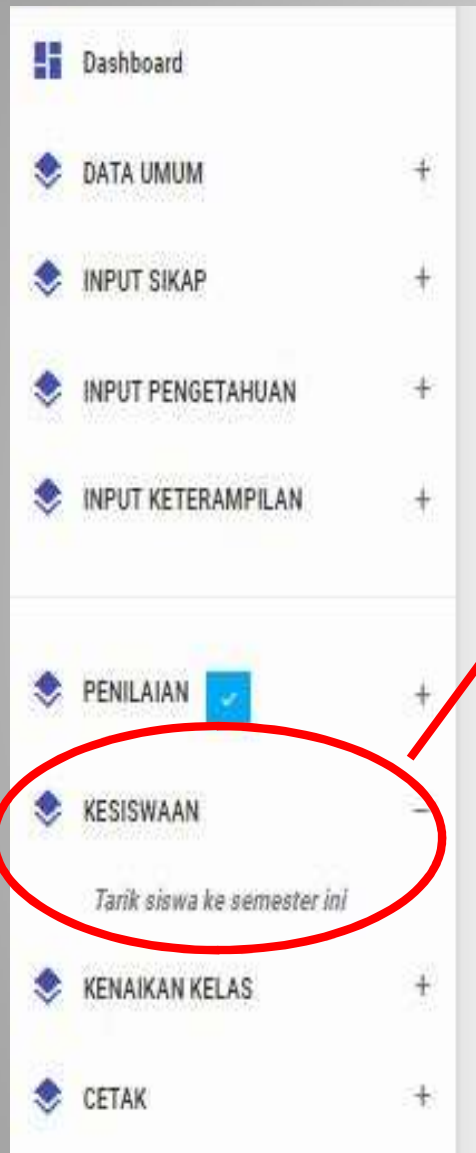 Dashboard
DATA UMUM +
INPUT SIKAP +
INPUT PENGETAHUAN +
INPUT KETERAMPILAN +
PENILAIAN +
KESISWAAN –
Tarik siswa ke semester ini
KENAIKAN KELAS +
CETAK +